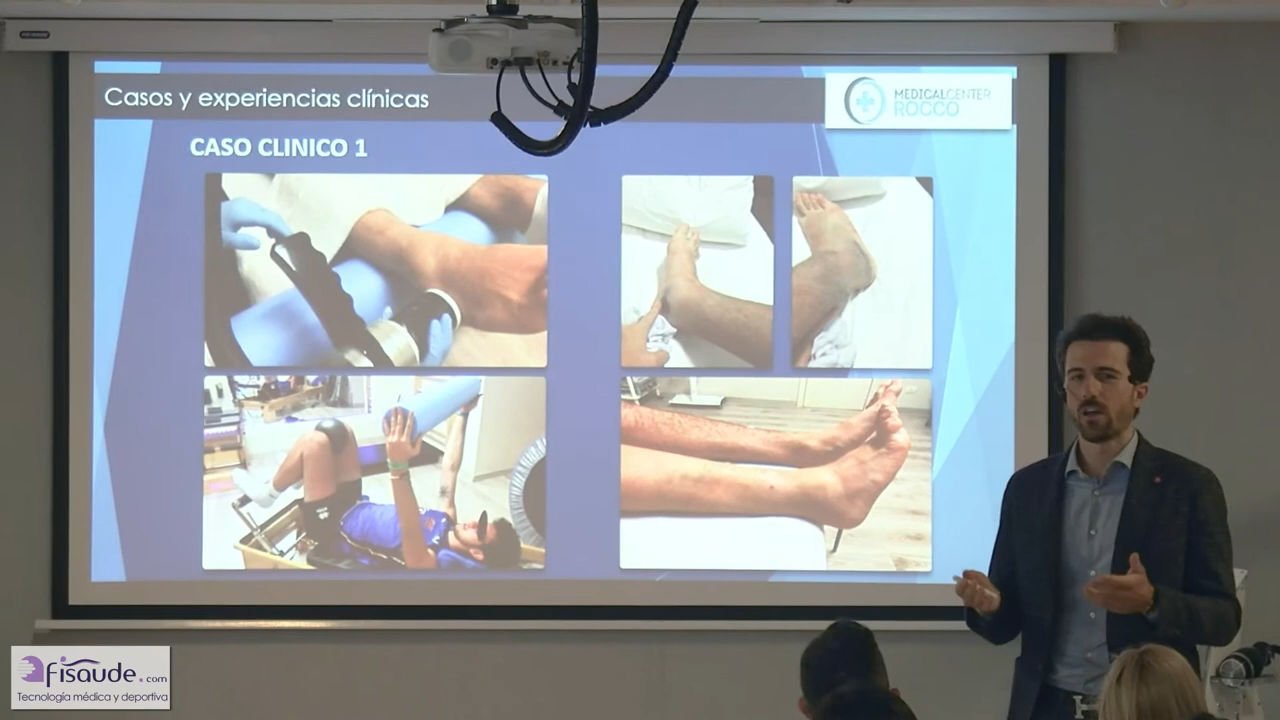 Casos y experiencias clínicas
MEDICALCENTER
ROCCO
CASO CLINICO 1
fisaude.com
Tecnología médica y deportiva